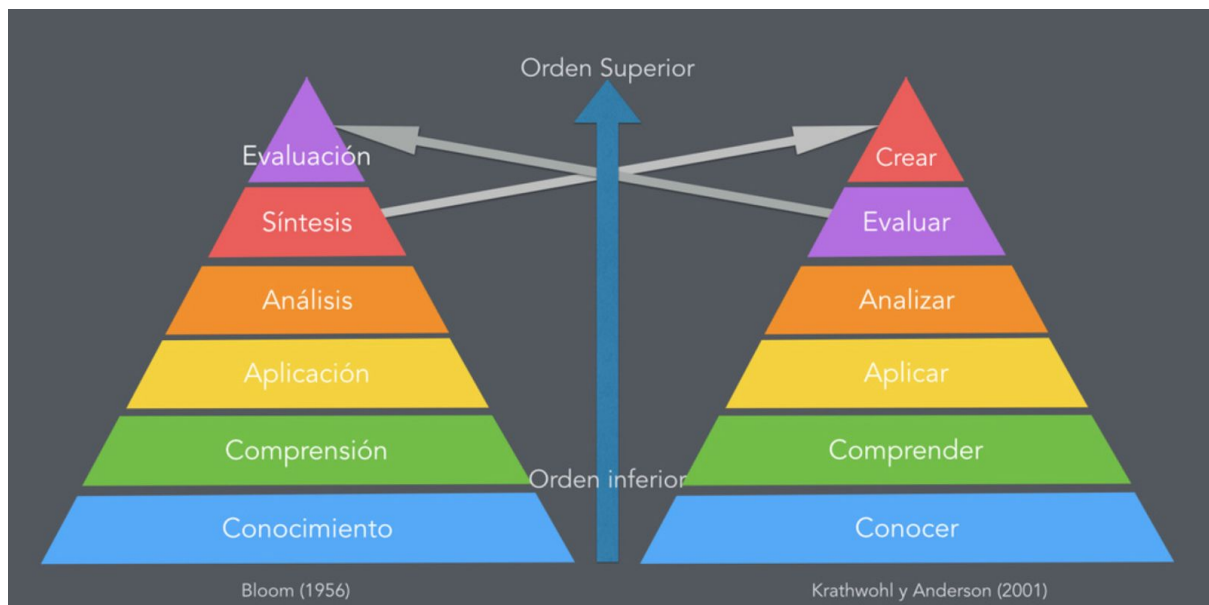 Orden Superior
Evaluación
Síntesis
Análisis
Aplicación
Comprensión
Conocimiento
Bloom (1956)
Orden inferior
Crear
Evaluar
Analizar
Aplicar
Comprender
Conocer
Krathwohl y Anderson (2001)